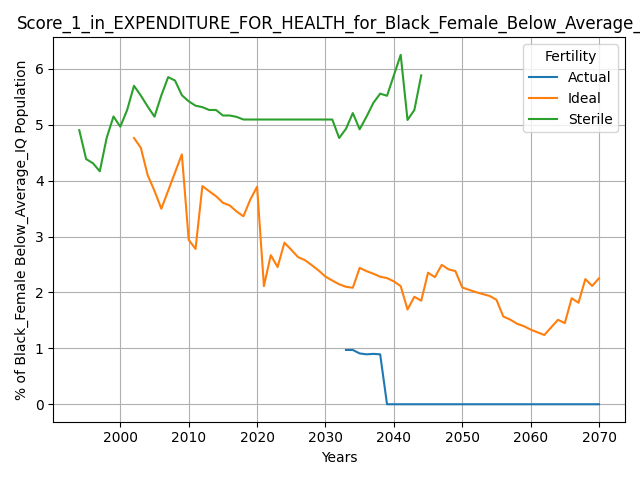 Score_1_in_EXPENDITURE_FOR_HEALTH_for_Black_Female_Below_Average_
Fertility
Actual
Ideal
Sterile
% of Black_Female Below_Average_IQ Population
6
5
4
3
2
1
0
2000 2010 2020 2030 2040 2050 2060 2070
Years